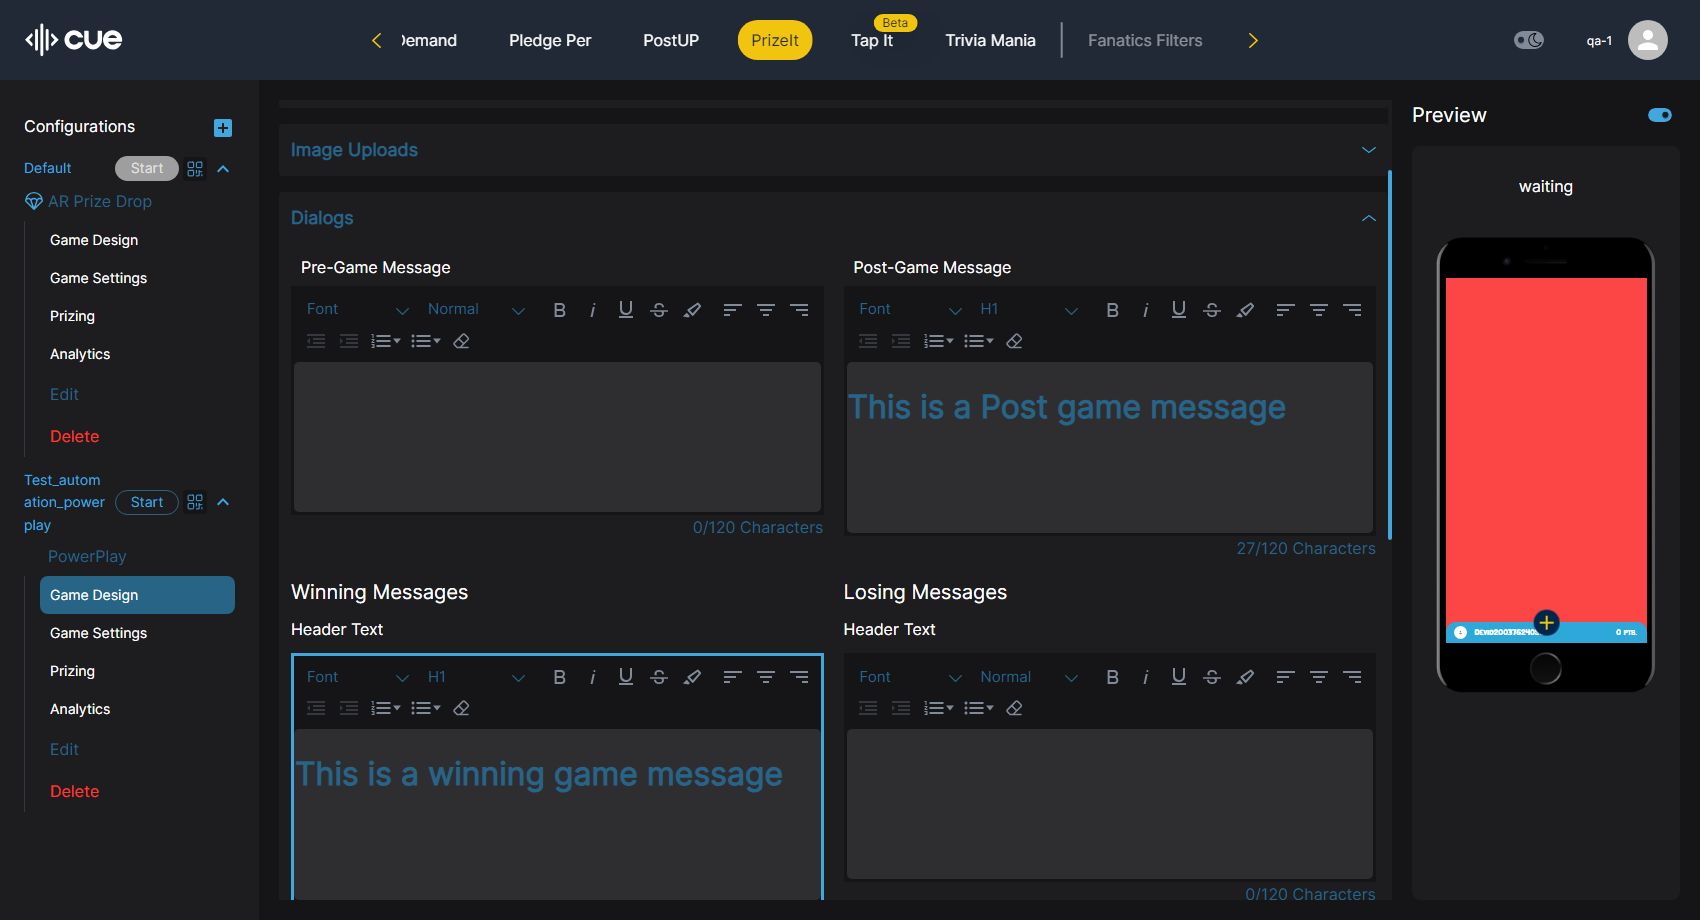 cue
Demand
Pledge Per
PostUP
PrizeIt
Beta
Tap It
Trivia Mania
Fanatics Filters
qa-1
Configurations
Default
Start
AR Prize Drop
Game Design
Game Settings
Prizing
Analytics
Edit
Delete
Test_autom
ation_power
play
Start
PowerPlay
Game Design
Game Settings
Prizing
Analytics
Edit
Delete
Image Uploads
Dialogs
Pre-Game Message
Font
Normal
0/120 Characters
Post-Game Message
Font
H1
This is a Post game message
27/120 Characters
Winning Messages
Header Text
Font
H1
This is a winning game message
Losing Messages
Header Text
Font
Normal
0/120 Characters
Preview
waiting
0 PTS.